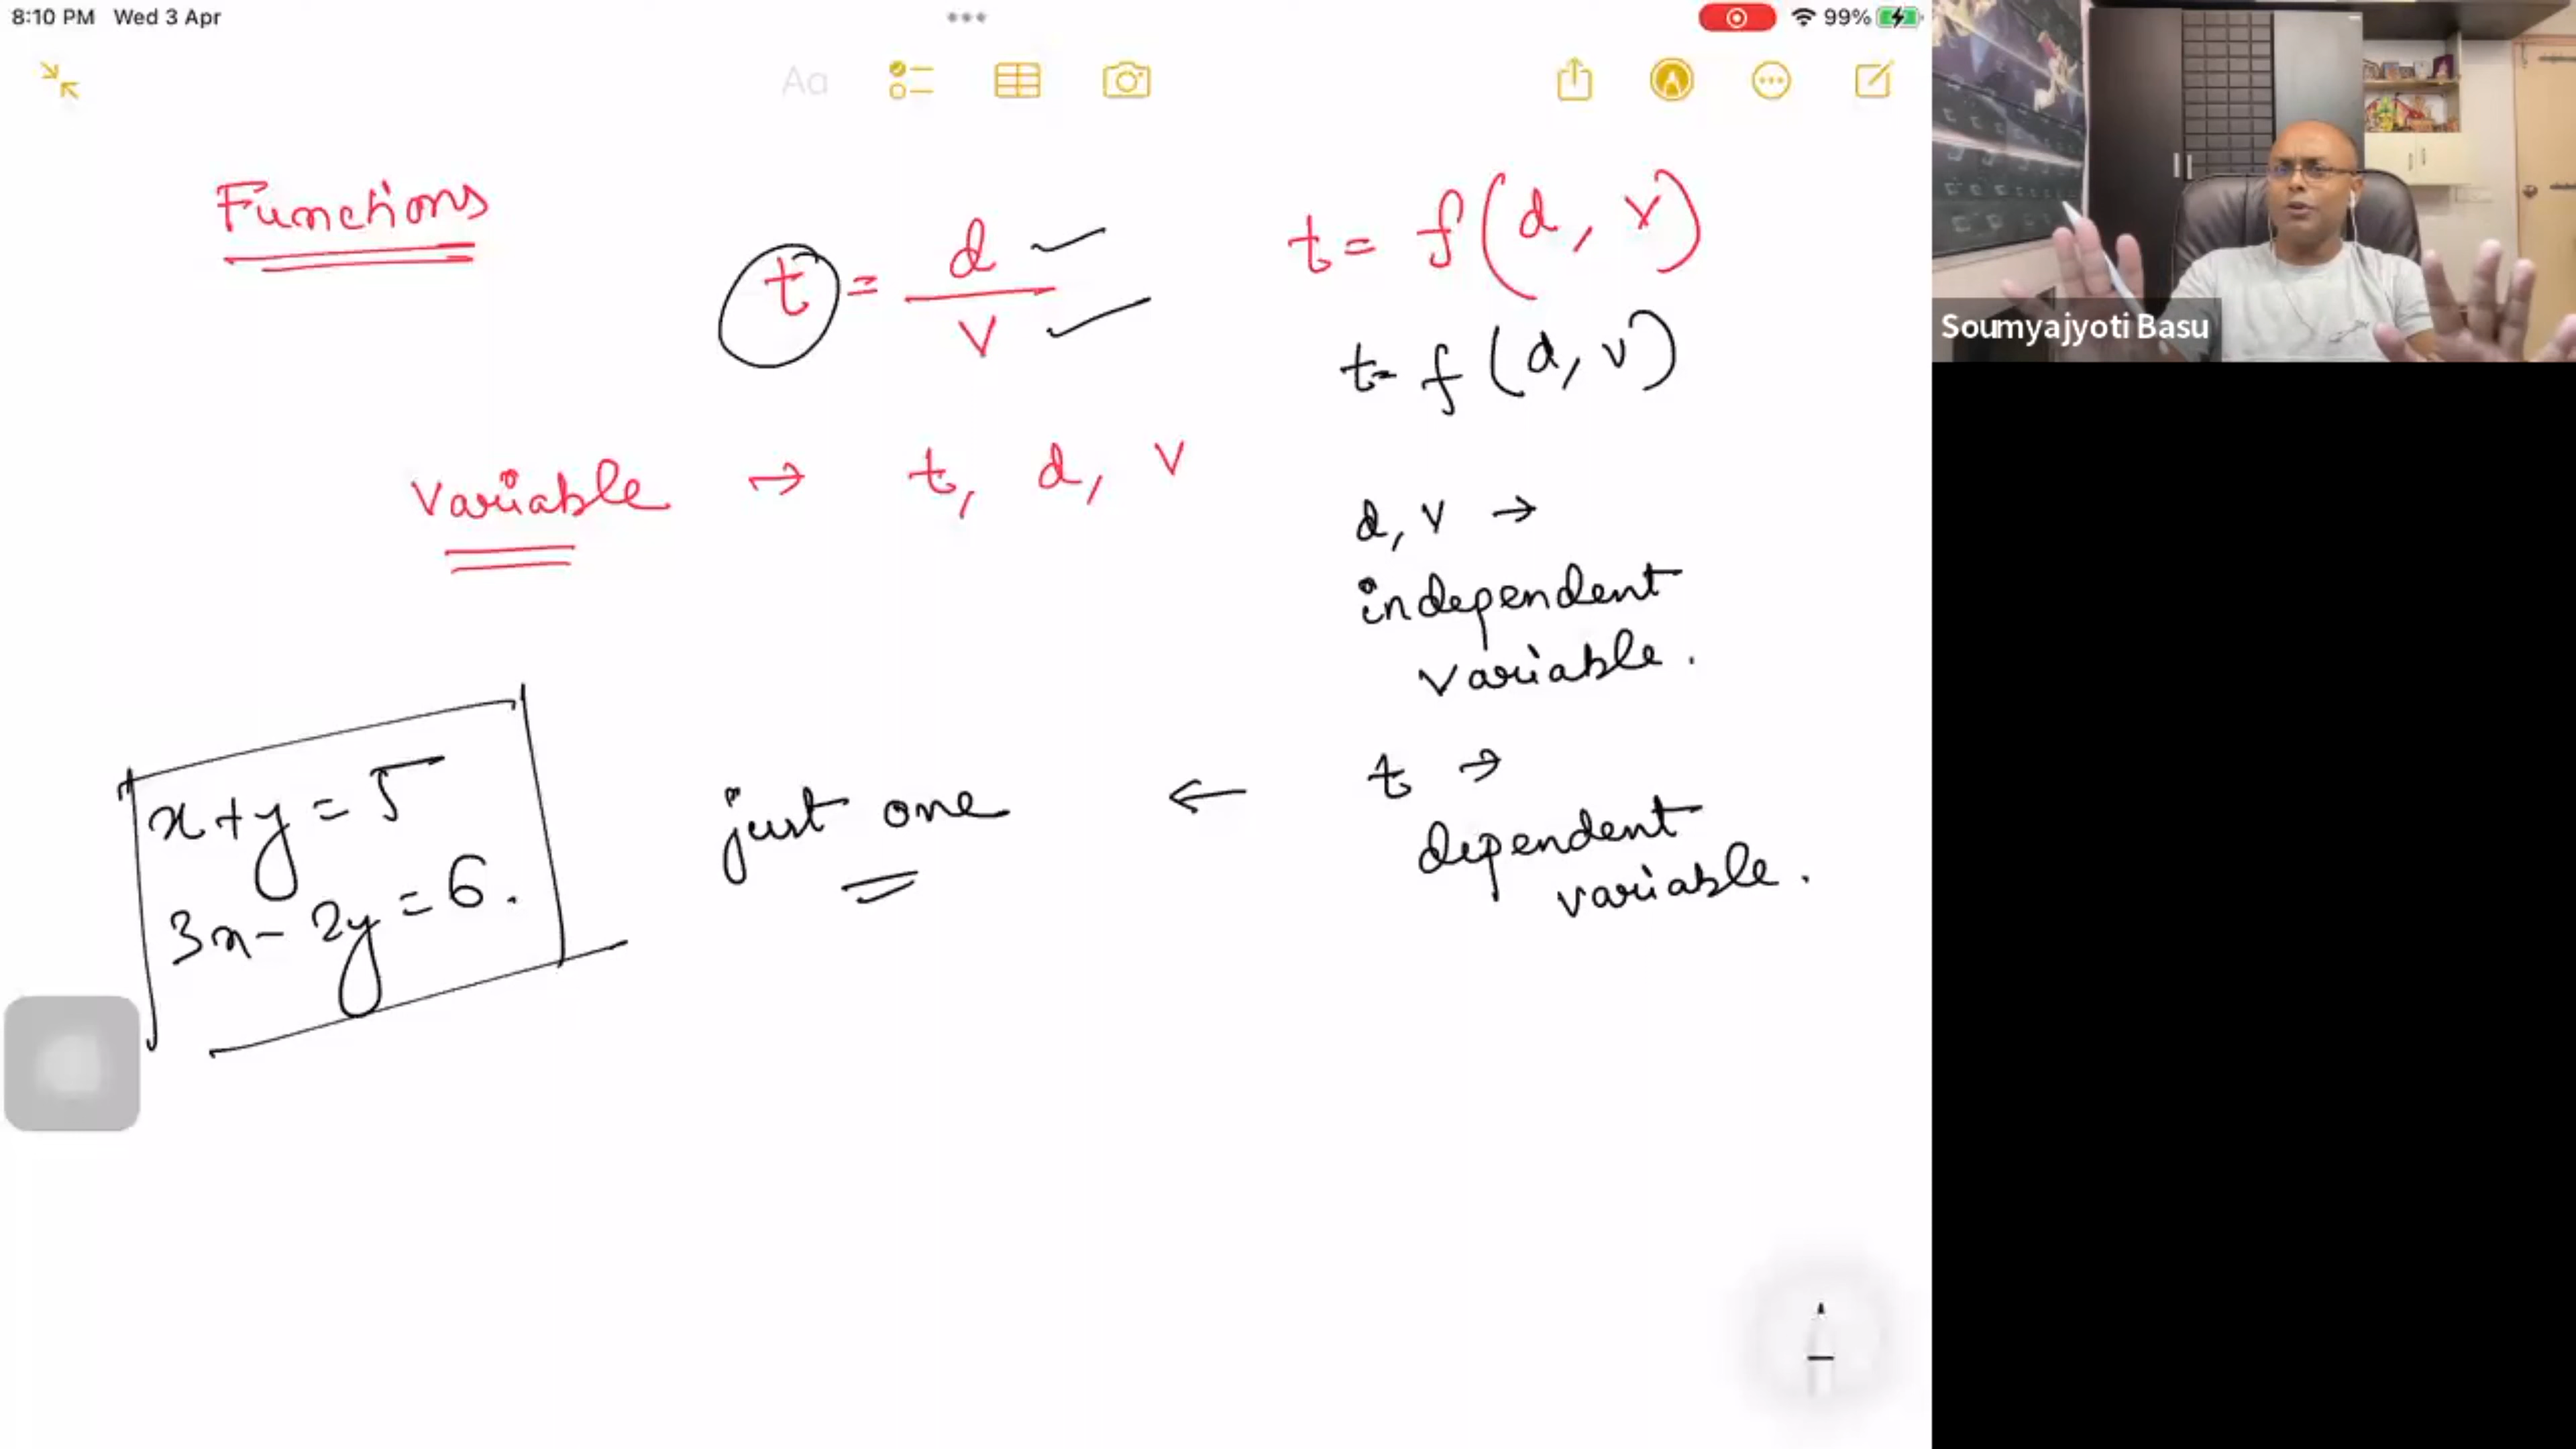 8:10 PM Wed 3 Apr
99%
Aa
Soumyajyoti Basu
Functions
t = d / v
t = f(d, v)
t = f(d, v)
variable → t, d, v
d, v →
independent
variable.
t →
dependent
variable.
← just one
x + y = 5
3x - 2y = 6.